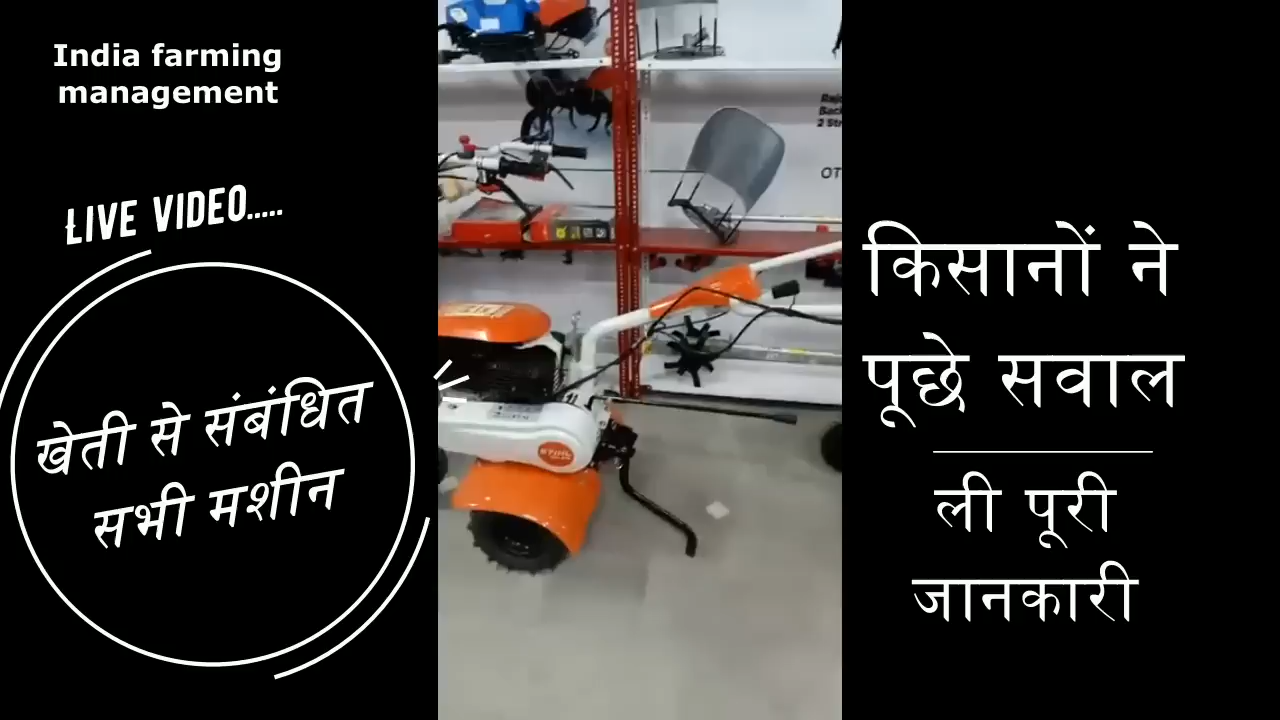 India farming
management
LIVE VIDEO.....
खेती से संबंधित
सभी मशीन
STIHL
किसानों ने
पूछे सवाल
ली पूरी
जानकारी